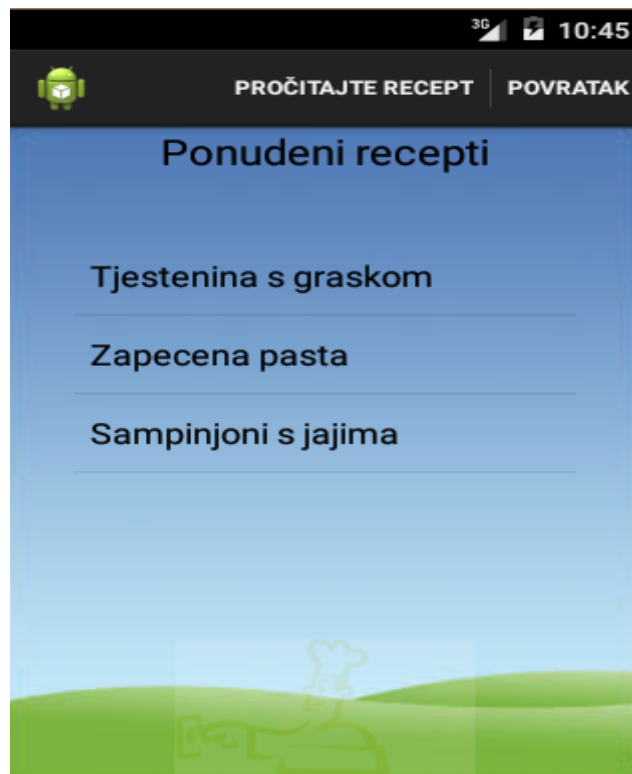 3G 10:45
PROČITAJTE RECEPT POVRATAK
Ponudeni recepti
Tjestenina s graskom
Zapecena pasta
Sampinjoni s jajima